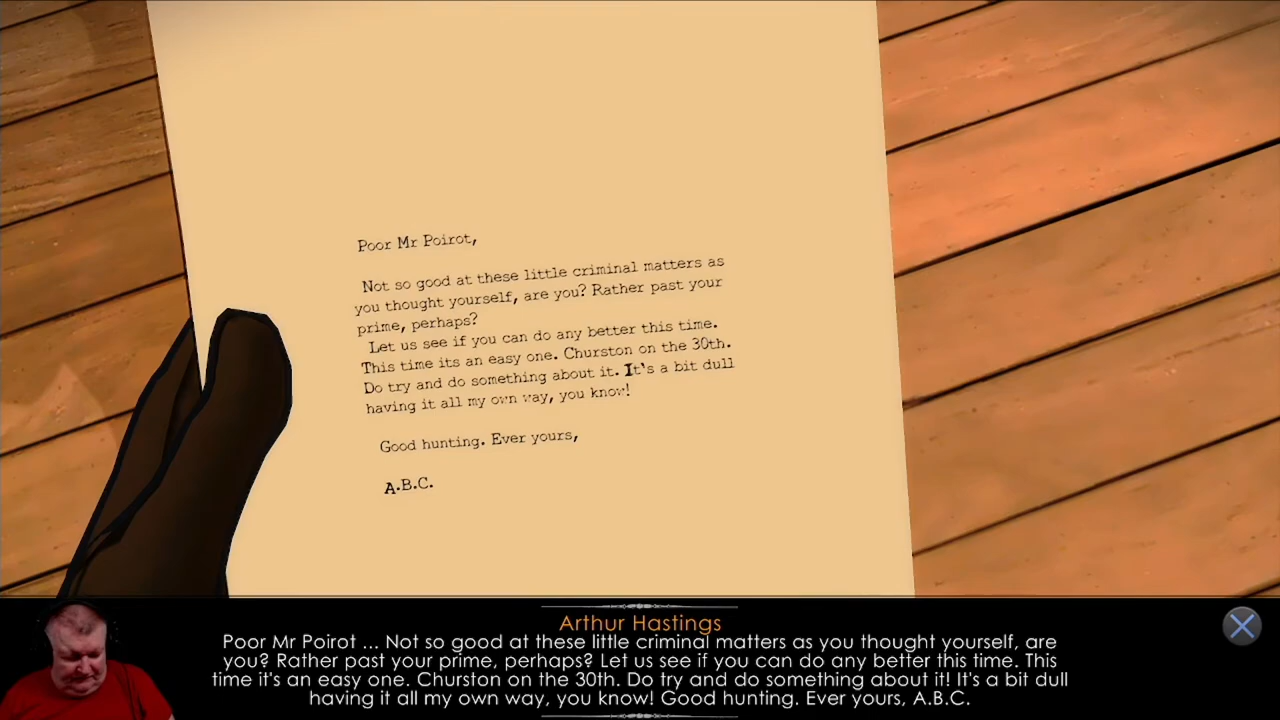 Poor Mr Poirot,
Not so good at these little criminal matters as
you thought yourself, are you? Rather past your
prime, perhaps?
Let us see if you can do any better this time.
This time its an easy one. Churston on the 30th.
Do try and do something about it. It's a bit dull
having it all my own way, you know!
Good hunting. Ever yours,
A.B.C.
Arthur Hastings
Poor Mr Poirot ... Not so good at these little criminal matters as you thought yourself, are
you? Rather past your prime, perhaps? Let us see if you can do any better this time. This
time it's an easy one. Churston on the 30th. Do try and do something about it! It's a bit dull
having it all my own way, you know! Good hunting. Ever yours, A.B.C.